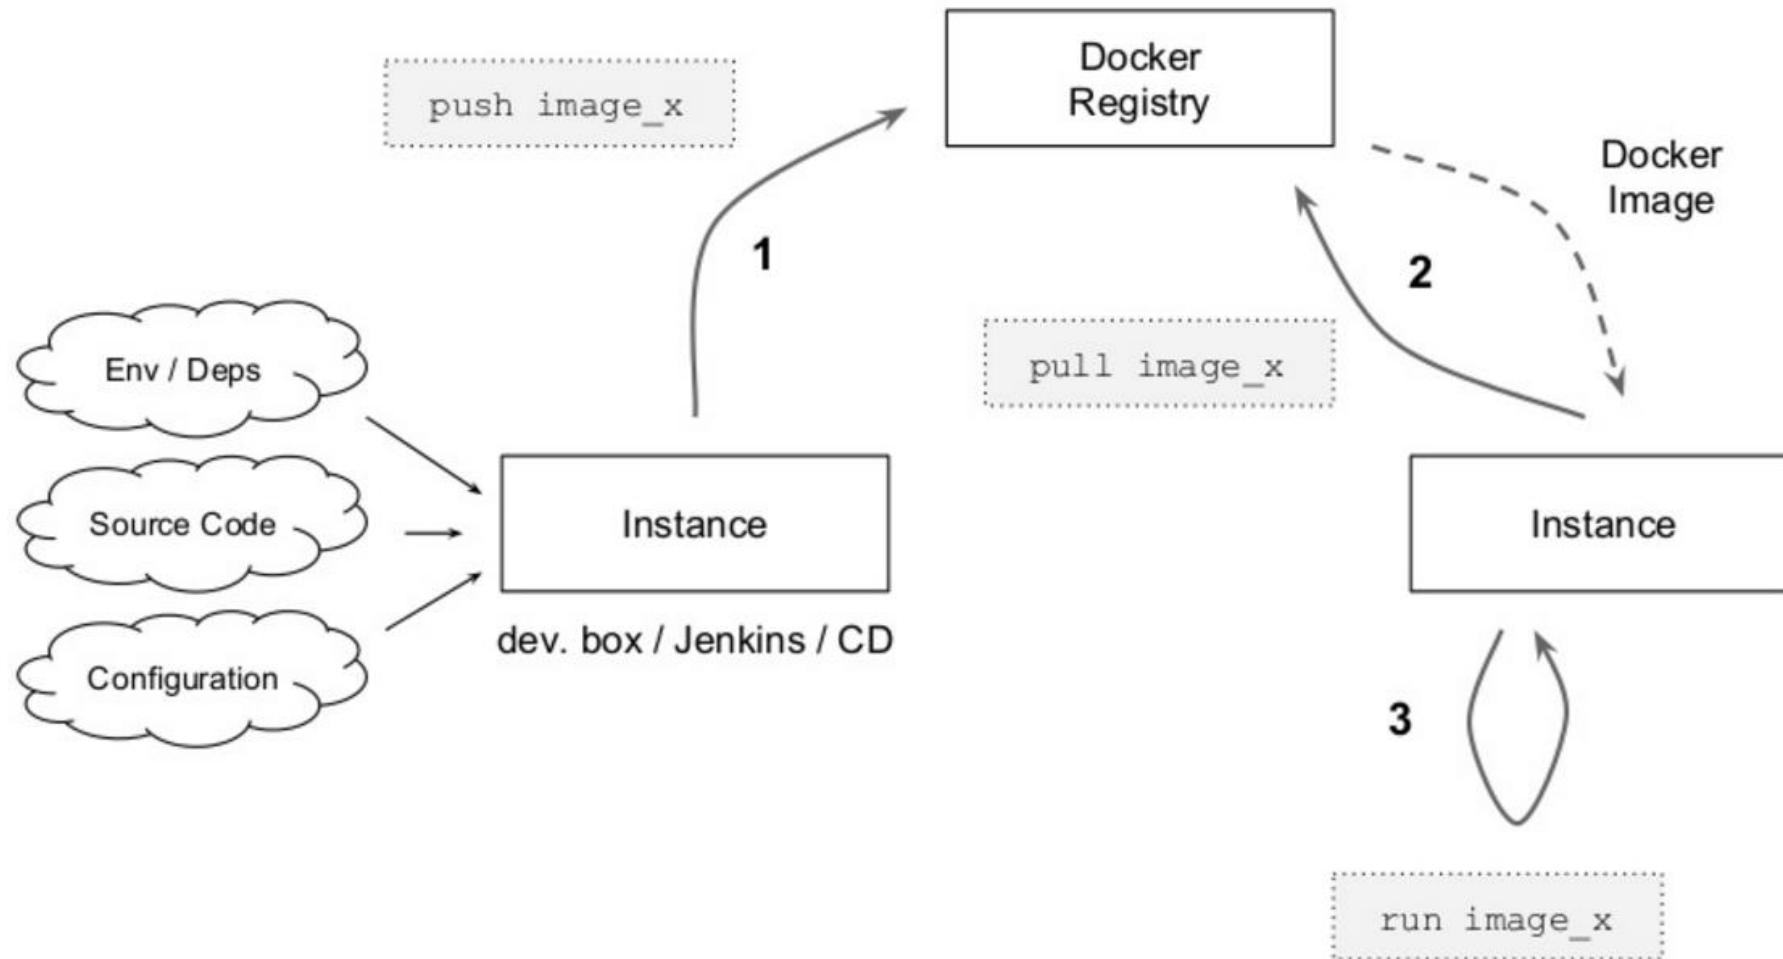 push image_x
Docker
Registry
Docker
Image
1
2
pull image_x
Env / Deps
Source Code
Configuration
Instance
dev. box / Jenkins / CD
Instance
3
run image_x